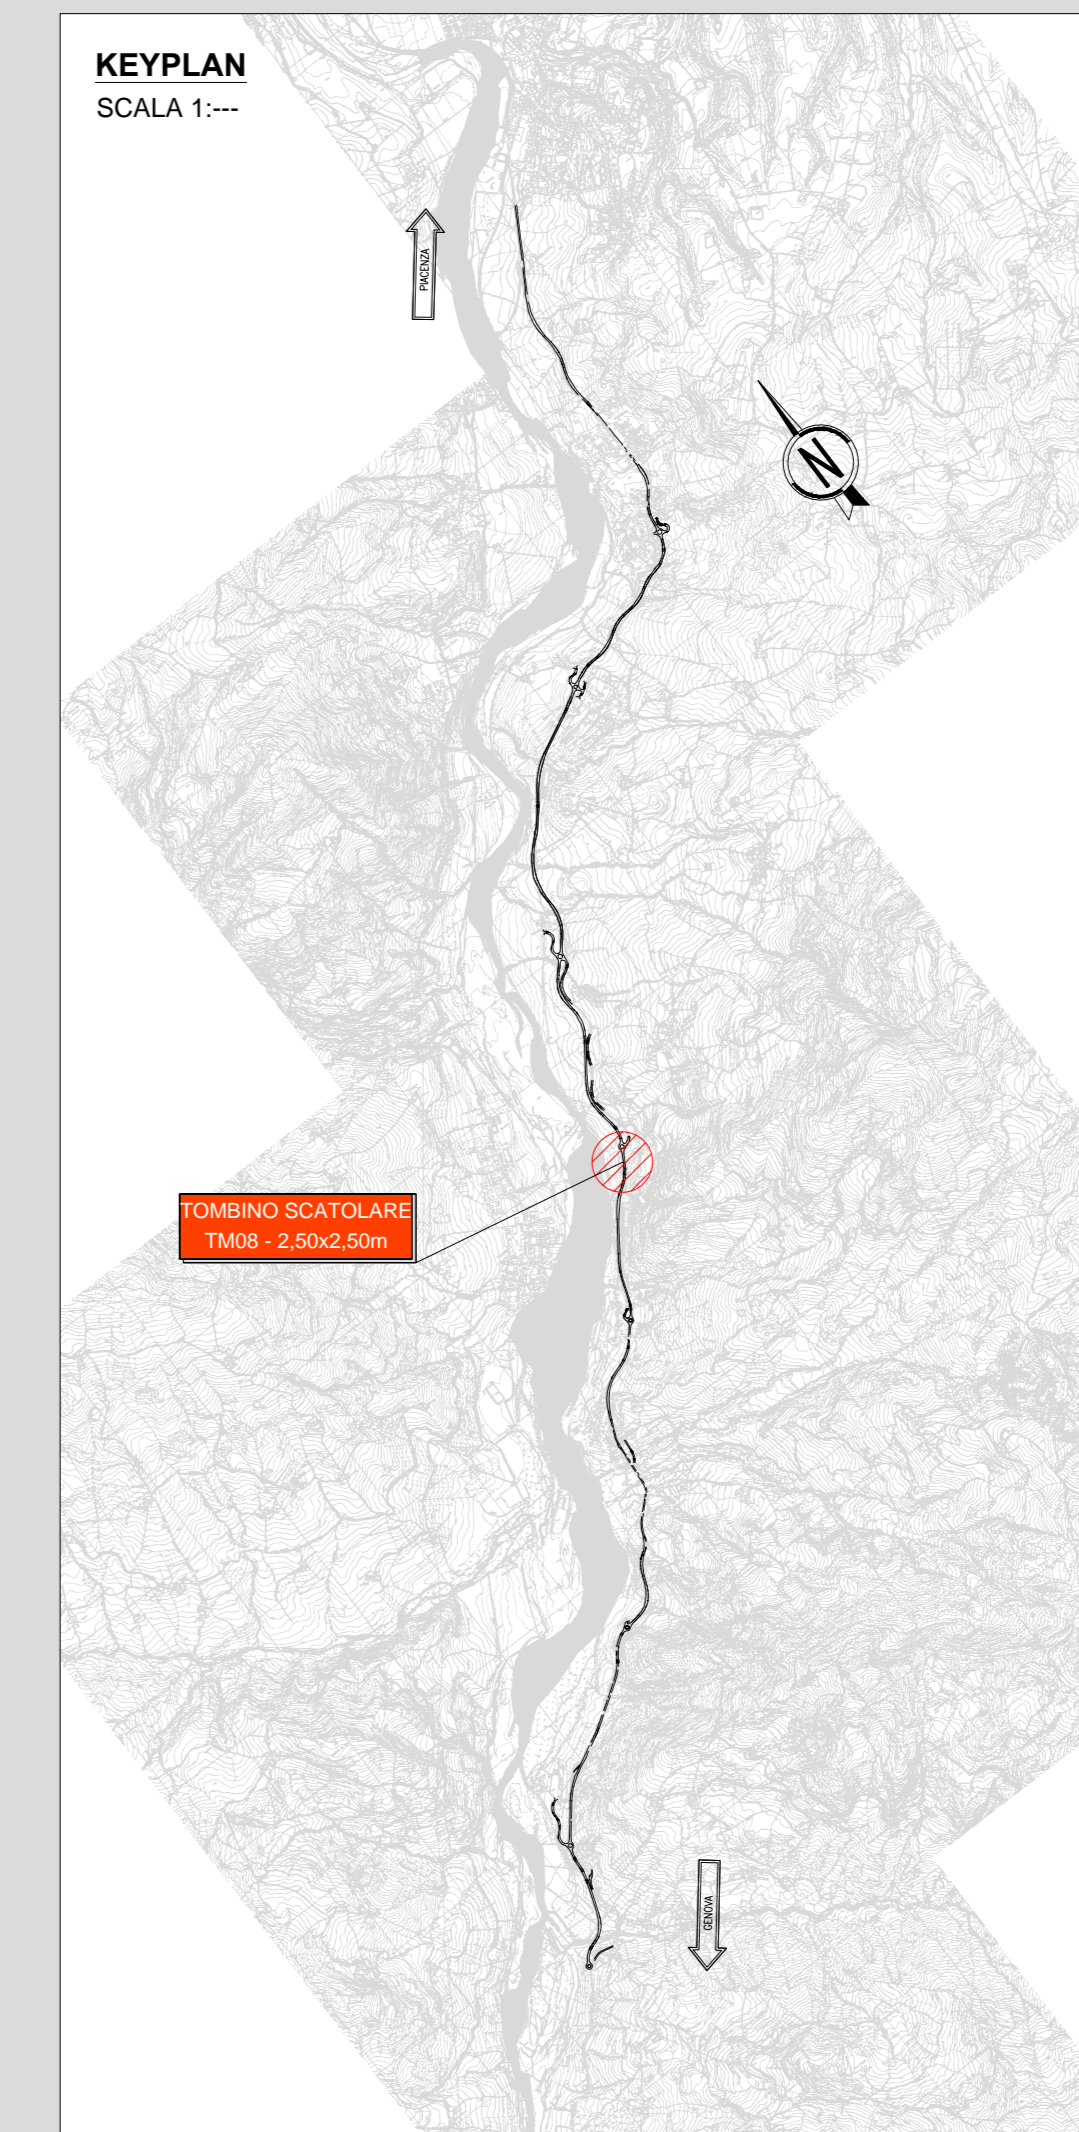 KEYPLAN
SCALA 1:---
PIACENZA
N
TOMBINO SCATOLARE
TM08 - 2,50x2,50m
GENOVA